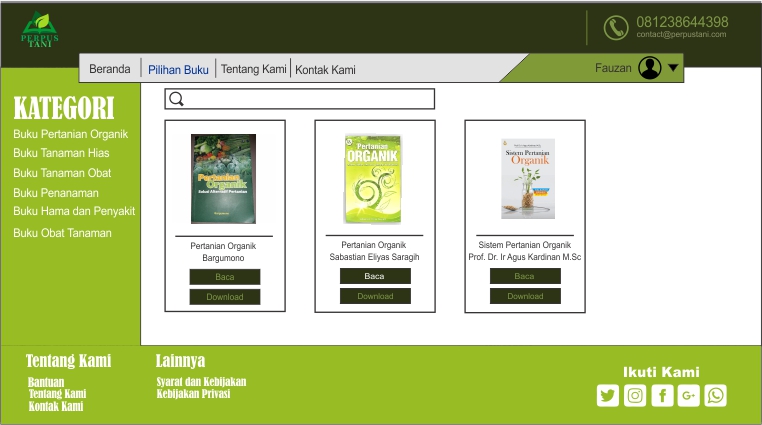 PERPUS
TANI
081238644398
contact@perpustani.com
Beranda
Pilihan Buku
Tentang Kami
Kontak Kami
Fauzan
KATEGORI
Buku Pertanian Organik
Buku Tanaman Hias
Buku Tanaman Obat
Buku Penanaman
Buku Hama dan Penyakit
Buku Obat Tanaman
Pertanian
Organik
Solusi Alternatif Pertanian
Pertanian Organik
Bargumono
Baca
Download
Pertanian
ORGANIK
Pertanian Organik
Sabastian Eliyas Saragih
Baca
Download
Sistem Pertanian
Organik
Sistem Pertanian Organik
Prof. Dr. Ir Agus Kardinan M.Sc
Baca
Download
Tentang Kami
Bantuan
Tentang Kami
Kontak Kami
Lainnya
Syarat dan Kebijakan
Kebijakan Privasi
Ikuti Kami